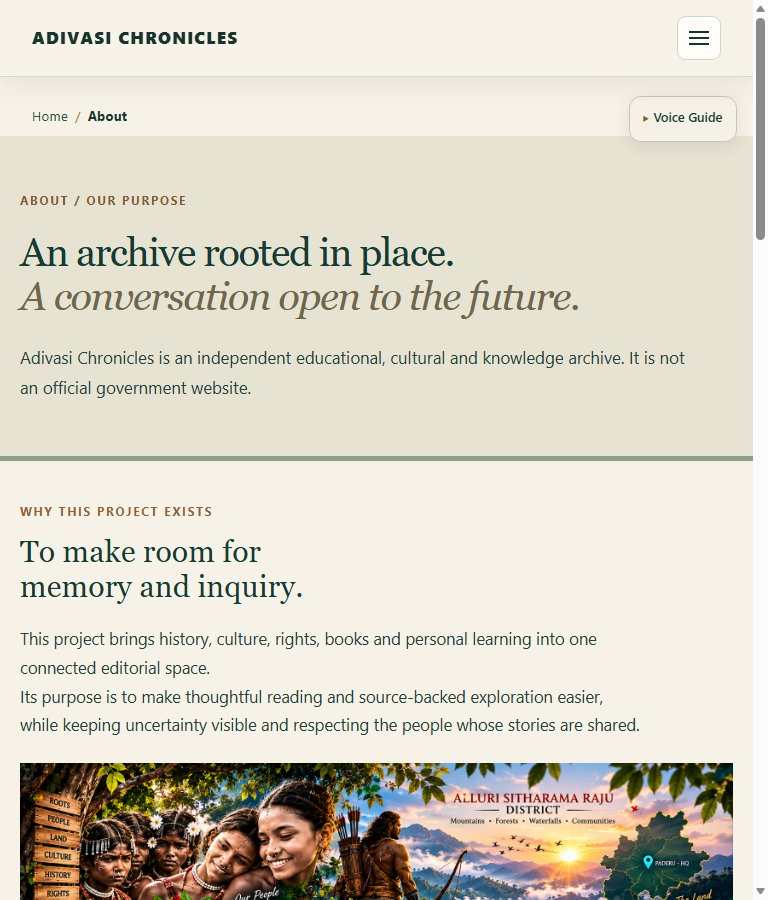 ADIVASI CHRONICLES
Home / About
Voice Guide
ABOUT / OUR PURPOSE
An archive rooted in place.
A conversation open to the future.
Adivasi Chronicles is an independent educational, cultural and knowledge archive. It is not
an official government website.
WHY THIS PROJECT EXISTS
To make room for
memory and inquiry.
This project brings history, culture, rights, books and personal learning into one
connected editorial space.
Its purpose is to make thoughtful reading and source-backed exploration easier,
while keeping uncertainty visible and respecting the people whose stories are shared.
ROOTS
PEOPLE
LAND
CULTURE
HISTORY
RIGHTS
Our People
ALLURI SITHARAMA RAJU
DISTRICT
Mountains • Forests • Waterfalls • Communities
PADERU - HQ
The Land